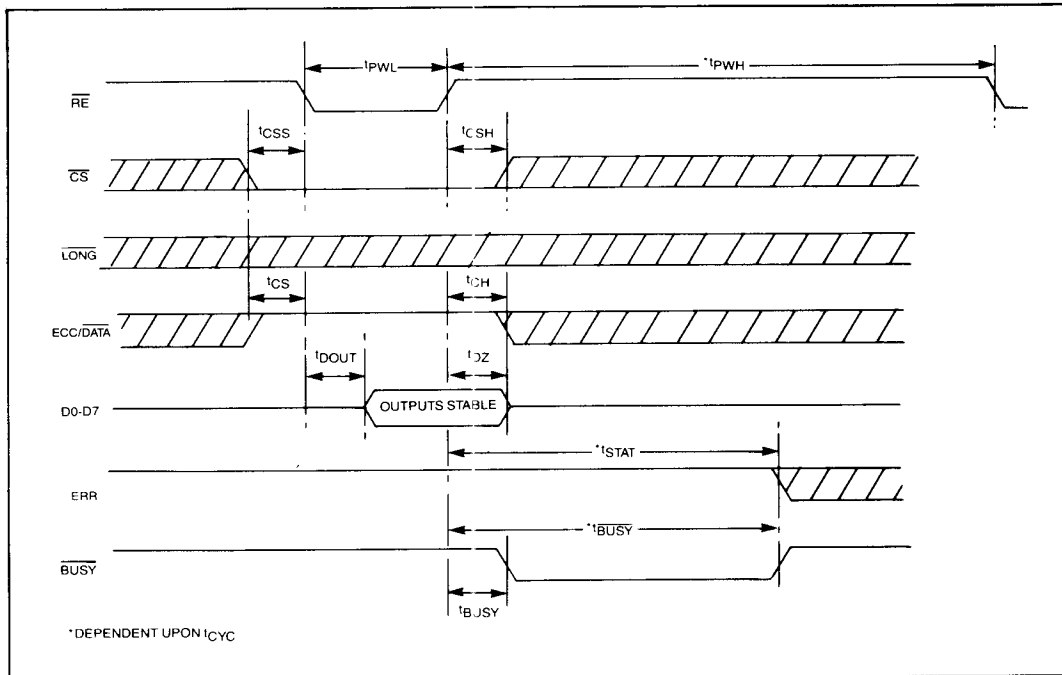 tPWL
*tPWH
RE
tCSS
tCSH
CS
LONG
tCS
tCH
ECC/DATA
tDOUT
tDZ
D0-D7
OUTPUTS STABLE
*tSTAT
ERR
*tBUSY
BUSY
tBUSY
*DEPENDENT UPON tCYC